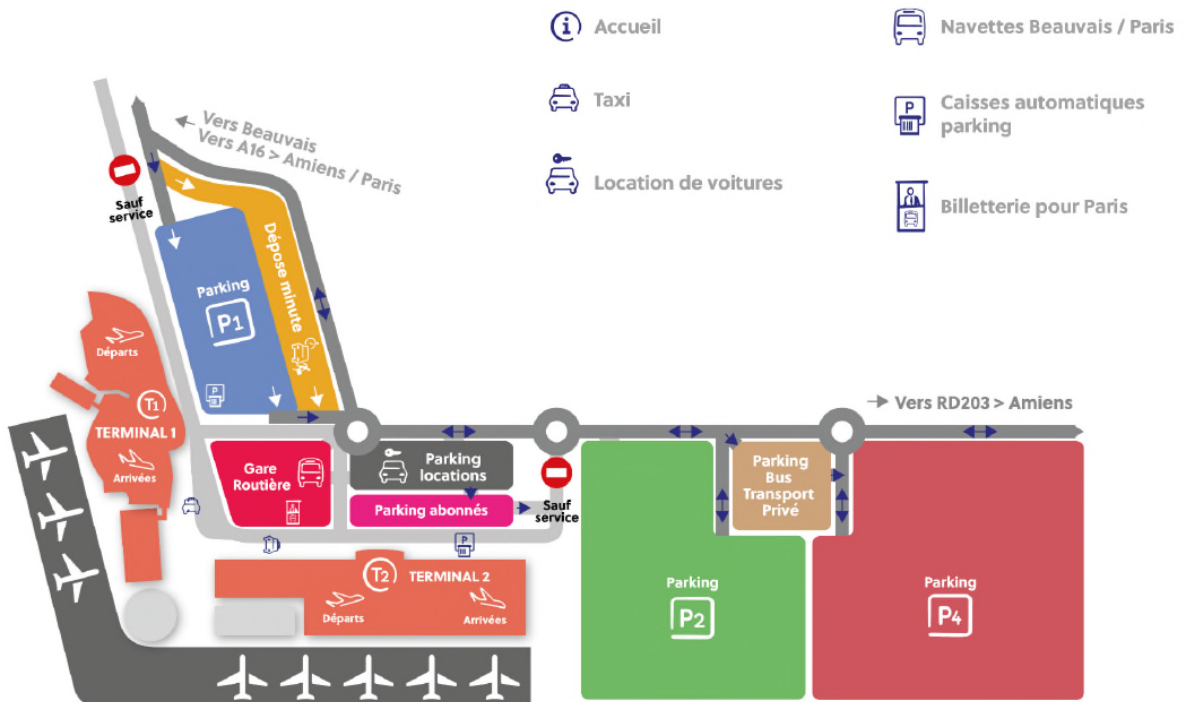 Accueil
Navettes Beauvais / Paris
Taxi
Caisses automatiques
parking
Location de voitures
Billetterie pour Paris
Vers Beauvais
Vers A16 > Amiens / Paris
Sauf
service
Dépose minute
Parking
P1
P
Départs
T1
TERMINAL 1
Arrivées
Vers RD203 > Amiens
Gare
Routière
Parking
locations
Parking abonnés
Sauf
service
Parking
Bus
Transport
Privé
P
T2 TERMINAL 2
Départs
Arrivées
Parking
P2
Parking
P4